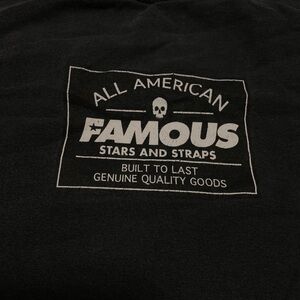 ALL AMERICAN
FAMOUS
STARS AND STRAPS
BUILT TO LAST
GENUINE QUALITY GOODS